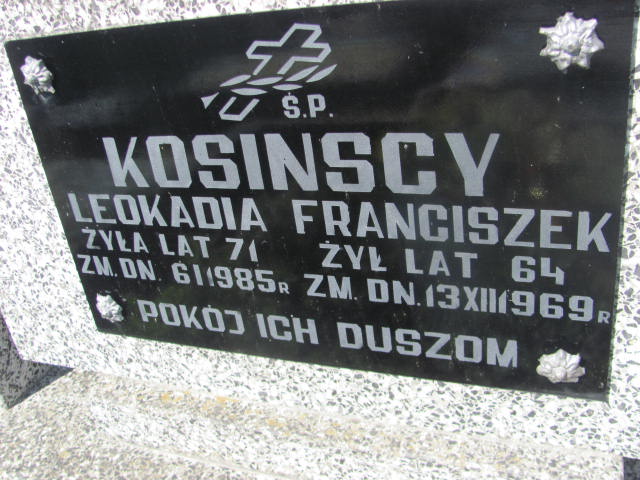 Ś.P.
KOSINSCY
LEOKADIA FRANCISZEK
ŻYŁA LAT 71 ŻYŁ LAT 64
ZM. DN. 6 I 1985 R ZM. DN. 13 XII 1969 R
POKÓJ ICH DUSZOM